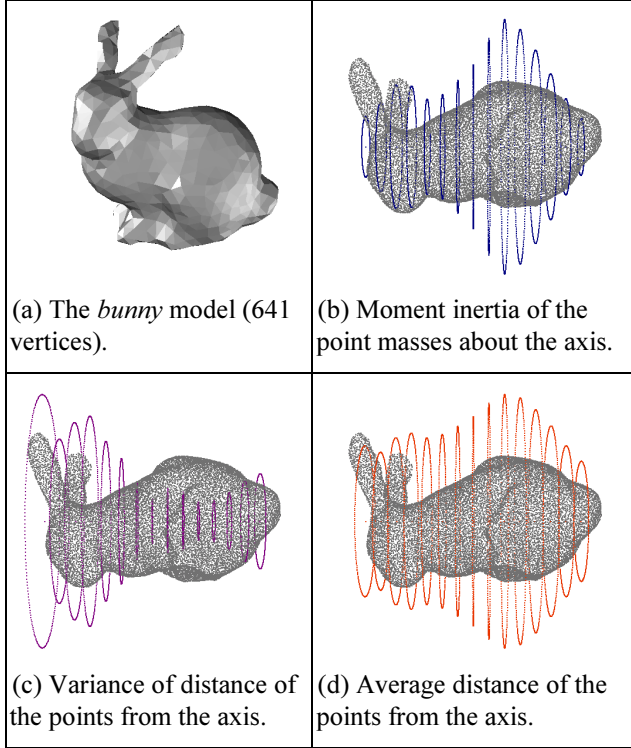 (a) The bunny model (641
vertices).
(b) Moment inertia of the
point masses about the axis.
(c) Variance of distance of
the points from the axis.
(d) Average distance of the
points from the axis.